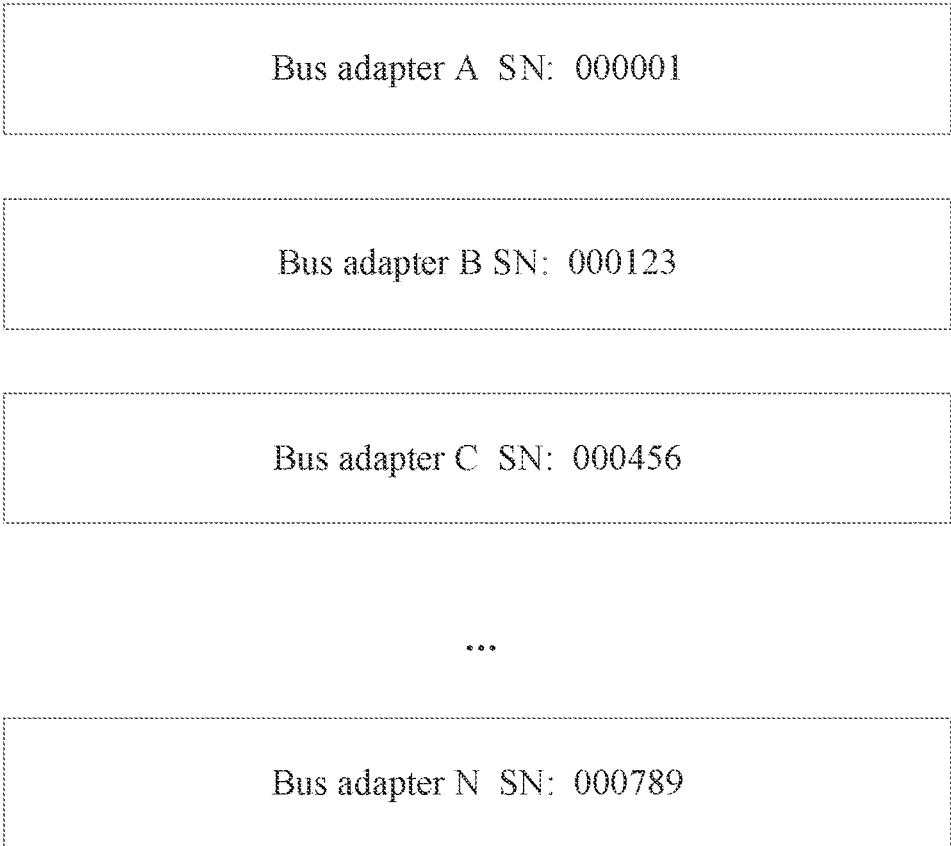 Bus adapter A SN: 000001
Bus adapter B SN: 000123
Bus adapter C SN: 000456
...
Bus adapter N SN: 000789